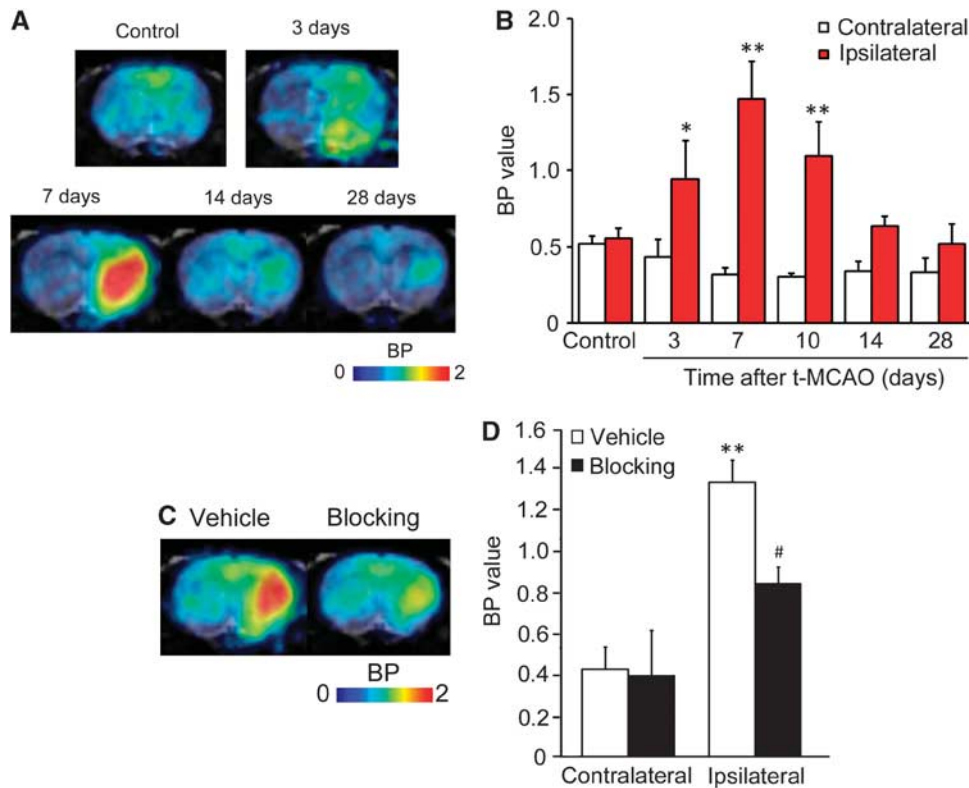 A
Control
3 days
7 days
14 days
28 days
BP
0
2
B
2.0
1.5
1.0
0.5
0
BP value
Contralateral
Ipsilateral
*
**
**
Control
3
7
10
14
28
Time after t-MCAO (days)
C
Vehicle
Blocking
BP
0
2
D
1.6
1.4
1.2
1.0
0.8
0.6
0.4
0.2
0
BP value
Vehicle
Blocking
**
#
Contralateral
Ipsilateral